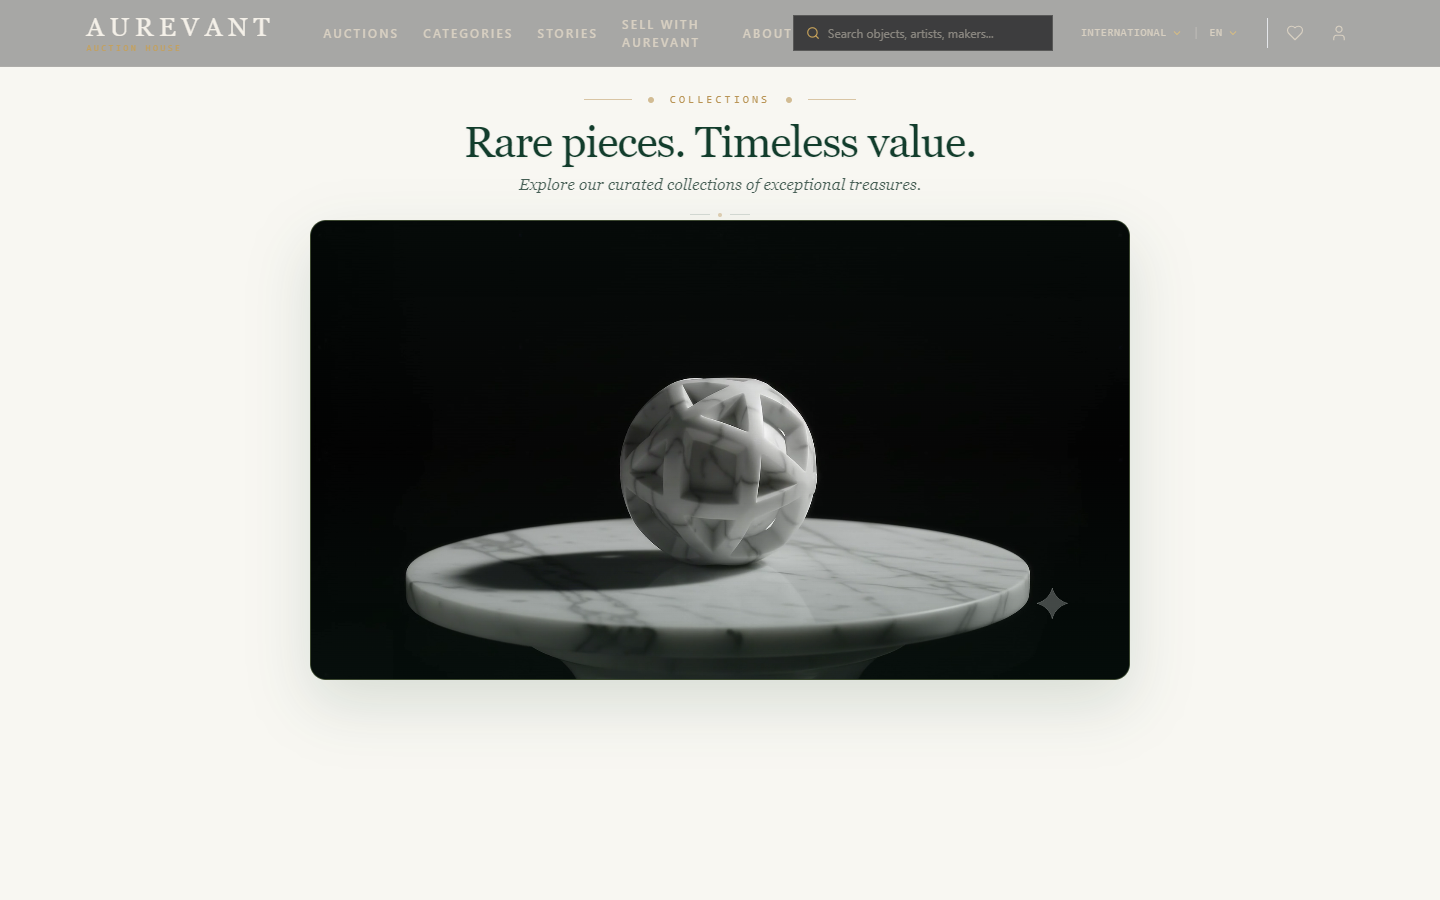 AUREVANT
AUCTIONS
CATEGORIES
STORIES
SELL WITH
AUREVANT
ABOUT
Search objects, artists, makers...
INTERNATIONAL
EN
COLLECTIONS
Rare pieces. Timeless value.
Explore our curated collections of exceptional treasures.